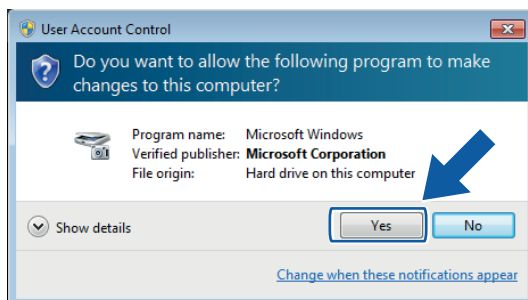 User Account Control
Do you want to allow the following program to make
changes to this computer?
Program name: Microsoft Windows
Verified publisher: Microsoft Corporation
File origin: Hard drive on this computer
Show details
Yes
No
Change when these notifications appear